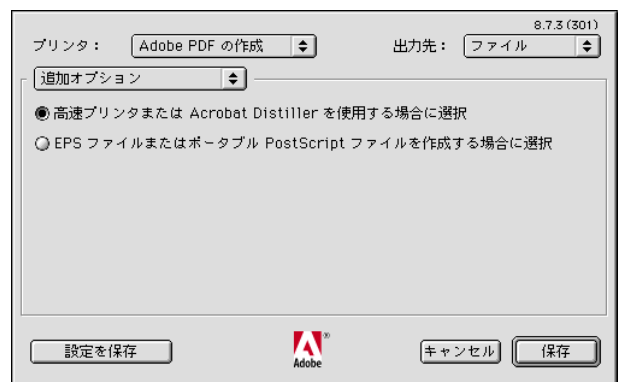 8.7.3 (301)
プリンタ： Adobe PDF の作成 出力先： ファイル
追加オプション
高速プリンタまたは Acrobat Distiller を使用する場合に選択
EPS ファイルまたはポータブル PostScript ファイルを作成する場合に選択
設定を保存 Adobe ® キャンセル 保存